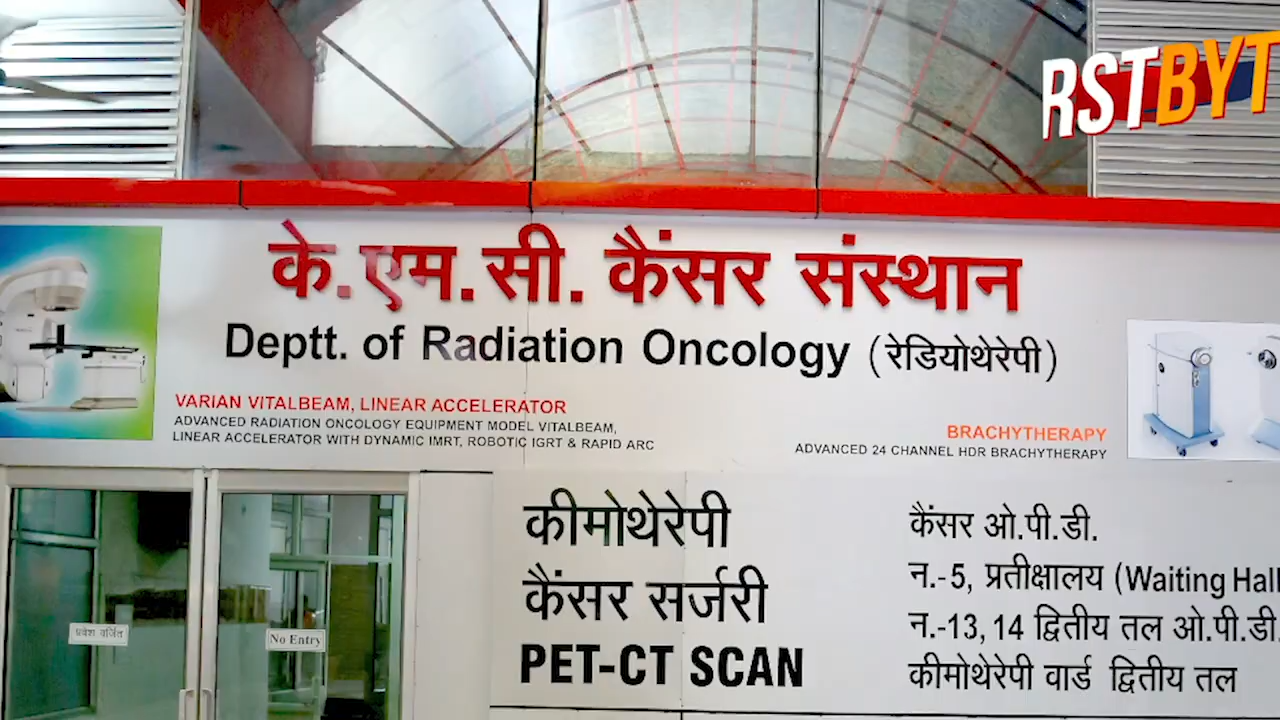 RSTBYT
के.एम.सी. कैंसर संस्थान
Deptt. of Radiation Oncology (रेडियोथेरेपी)
VARIAN VITALBEAM, LINEAR ACCELERATOR
ADVANCED RADIATION ONCOLOGY EQUIPMENT MODEL VITALBEAM,
LINEAR ACCELERATOR WITH DYNAMIC IMRT, ROBOTIC IGRT & RAPID ARC
BRACHYTHERAPY
ADVANCED 24 CHANNEL HDR BRACHYTHERAPY
कीमोथेरेपी
कैंसर सर्जरी
PET-CT SCAN
कैंसर ओ.पी.डी.
न.-5, प्रतीक्षालय (Waiting Hall
न.-13, 14 द्वितीय तल ओ.पी.डी.
कीमोथेरेपी वार्ड द्वितीय तल
प्रवेश वर्जित
No Entry